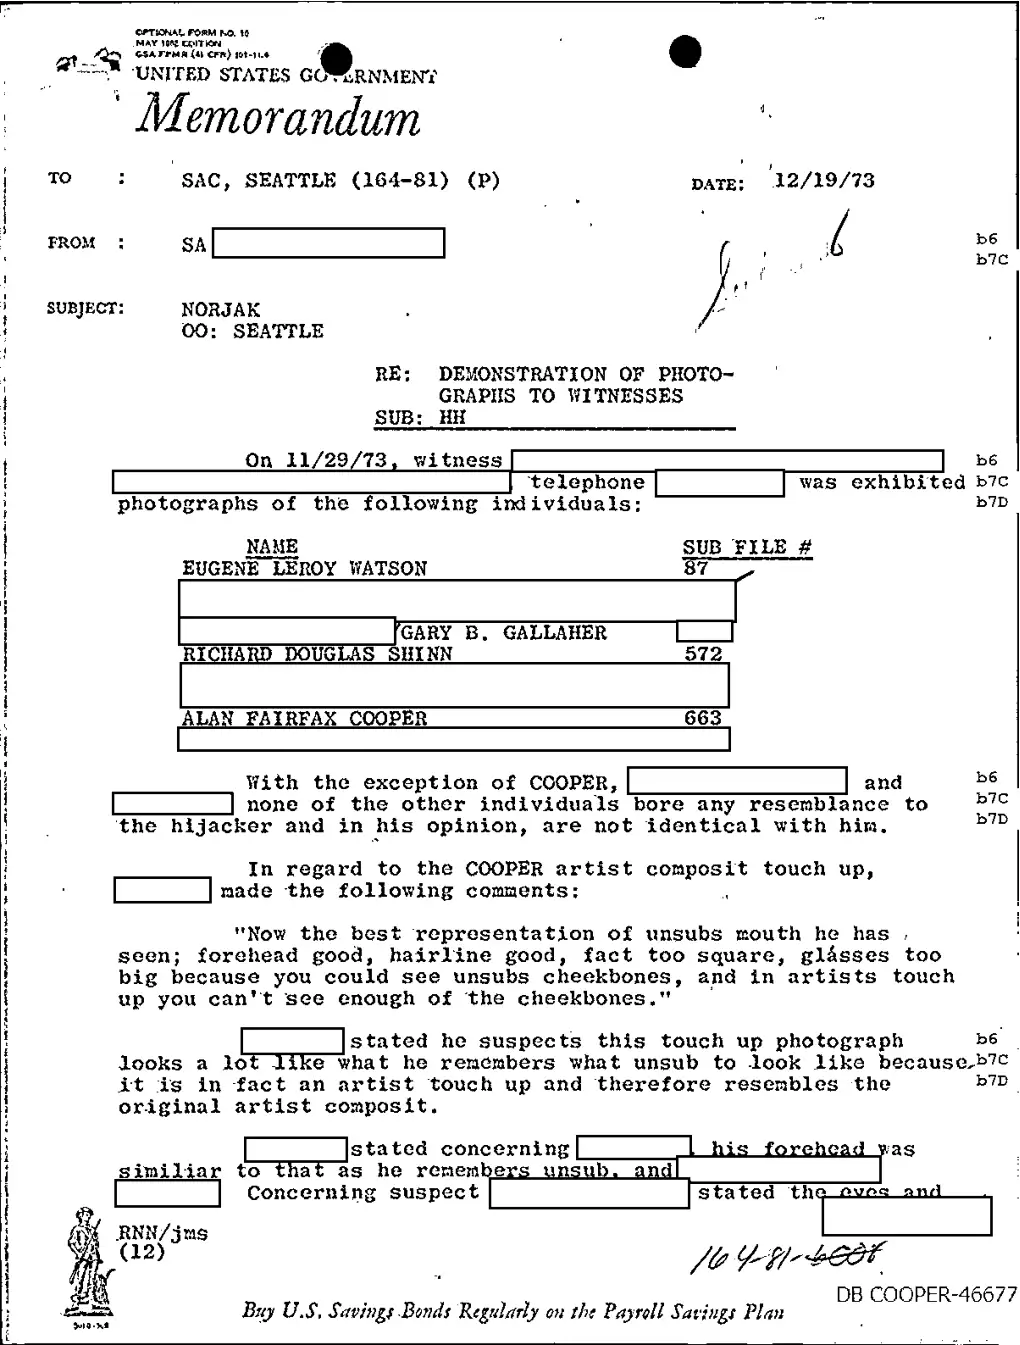 OPTIONAL FORM NO. 10
MAY 1962 EDITION
GSA FPMR (41 CFR) 101-11.6
UNITED STATES GOVERNMENT
Memorandum
TO : SAC, SEATTLE (164-81) (P) DATE: 12/19/73
FROM : SA b6
b7C
SUBJECT: NORJAK
OO: SEATTLE
RE: DEMONSTRATION OF PHOTO-
GRAPHS TO WITNESSES
SUB: HH
On 11/29/73, witness b6
telephone was exhibited b7C
photographs of the following individuals: b7D
NAME SUB FILE #
EUGENE LEROY WATSON 87
/GARY B. GALLAHER
RICHARD DOUGLAS SHINN 572
ALAN FAIRFAX COOPER 663
With the exception of COOPER, and b6
none of the other individuals bore any resemblance to b7C
the hijacker and in his opinion, are not identical with him. b7D
In regard to the COOPER artist composit touch up,
made the following comments:
"Now the best representation of unsubs mouth he has
seen; forehead good, hairline good, fact too square, glasses too
big because you could see unsubs cheekbones, and in artists touch
up you can't see enough of the cheekbones."
stated he suspects this touch up photograph b6
looks a lot like what he remembers what unsub to look like because b7C
it is in fact an artist touch up and therefore resembles the b7D
original artist composit.
stated concerning , his forehead was
similiar to that as he remembers unsub. and
Concerning suspect stated the eyes and
RNN/jms
(12)
DB COOPER-46677
Buy U.S. Savings Bonds Regularly on the Payroll Savings Plan